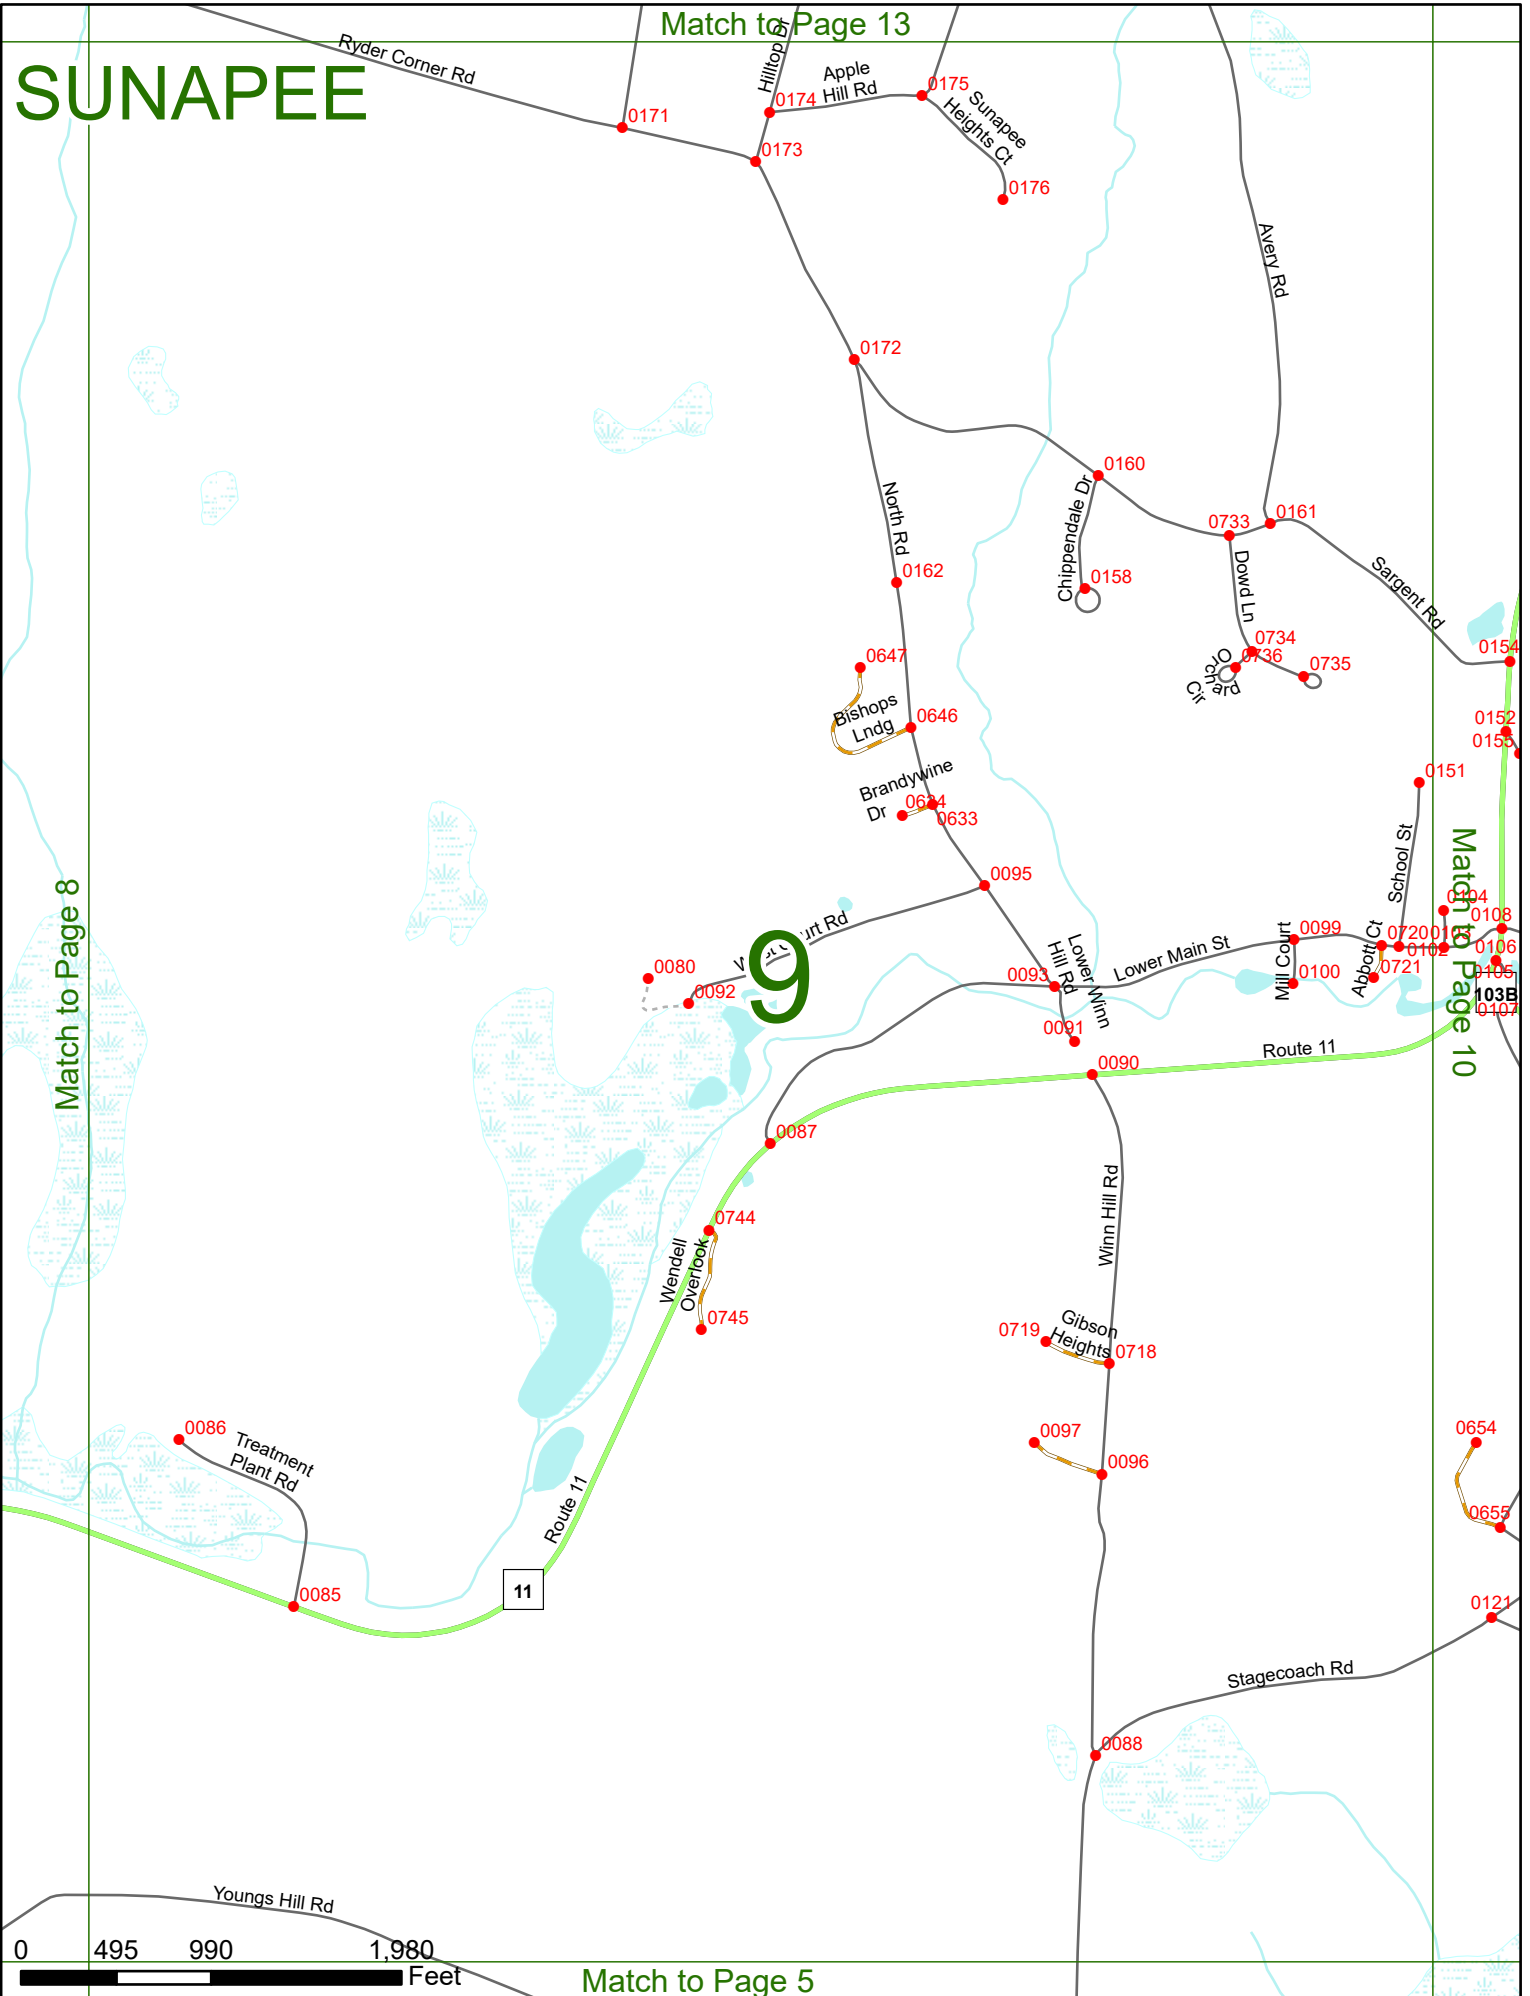 Match to Page 13
SUNAPEE
Ryder Corner Rd
Hilltop Dr
Apple
Hill Rd
0175
Sunapee
Heights Ct
0174
0171
0173
0176
Avery Rd
0172
0160
Chippendale Dr
North Rd
0733
0161
0162
0158
Dowd Ln
Sargent Rd
0734
0647
0736
0735
0154
Orchard
Cir
Bishops
Lndg
0646
0152
0155
Brandywine
Dr
0634
0633
0151
School St
Match to Page 10
0095
0104
0108
Match to Page 8
9
0099
Abbott Ct
0720
0103
0102
Lower Main St
Mill Court
Lower Winn
Hill Rd
0106
0080
0093
0100
0721
0105
0092
103B
0107
0091
Route 11
0090
0087
Winn Hill Rd
0744
Wendell
Overlook
0745
0719
Gibson
Heights
0718
0086
Treatment
Plant Rd
0097
0096
0654
Route 11
0655
11
0085
0121
Stagecoach Rd
0088
Youngs Hill Rd
0 495 990 1,980
Feet
Match to Page 5